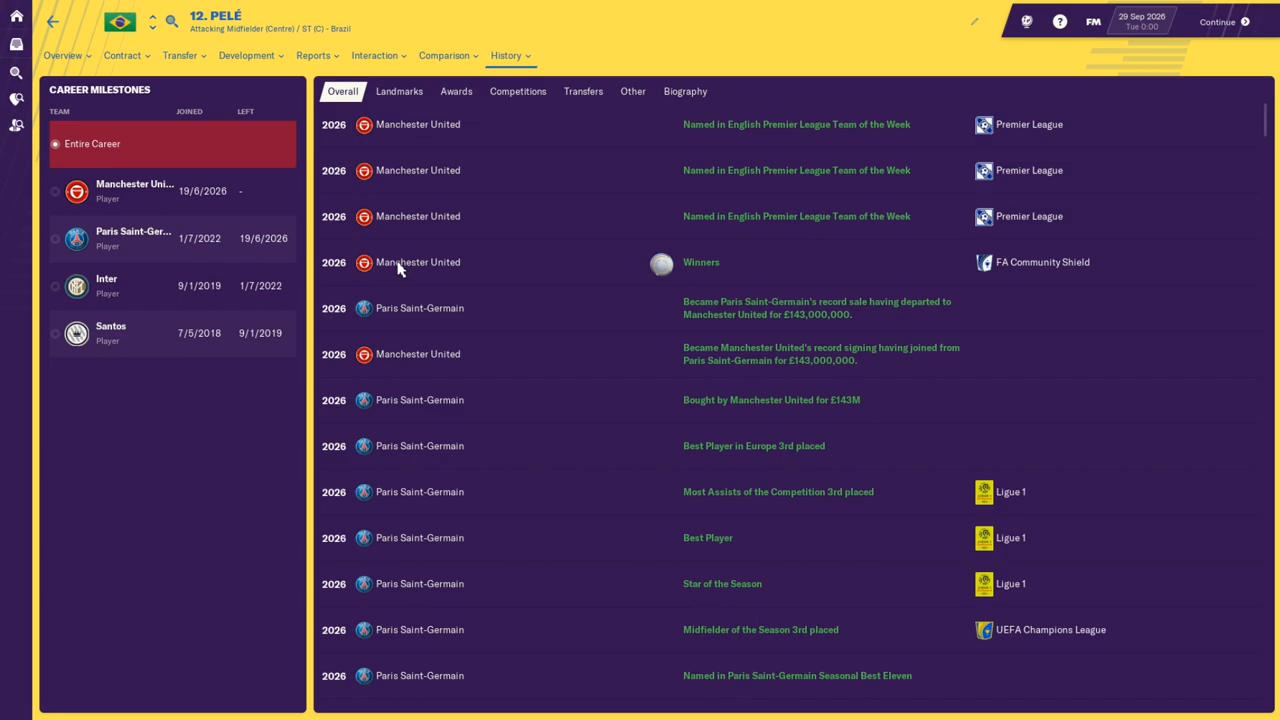 12. PELÉ
Attacking Midfielder (Centre) / ST (C) - Brazil
FM
29 Sep 2026
Tue 0:00
Continue
Overview
Contract
Transfer
Development
Reports
Interaction
Comparison
History
CAREER MILESTONES
TEAM JOINED LEFT
Entire Career
Manchester Uni... 19/6/2026 -
Player
Paris Saint-Ger... 1/7/2022 19/6/2026
Player
Inter 9/1/2019 1/7/2022
Player
Santos 7/5/2018 9/1/2019
Player
Overall Landmarks Awards Competitions Transfers Other Biography
2026 Manchester United Named in English Premier League Team of the Week Premier League
2026 Manchester United Named in English Premier League Team of the Week Premier League
2026 Manchester United Named in English Premier League Team of the Week Premier League
2026 Manchester United Winners FA Community Shield
2026 Paris Saint-Germain Became Paris Saint-Germain's record sale having departed to
Manchester United for £143,000,000.
2026 Manchester United Became Manchester United's record signing having joined from
Paris Saint-Germain for £143,000,000.
2026 Paris Saint-Germain Bought by Manchester United for £143M
2026 Paris Saint-Germain Best Player in Europe 3rd placed
2026 Paris Saint-Germain Most Assists of the Competition 3rd placed Ligue 1
2026 Paris Saint-Germain Best Player Ligue 1
2026 Paris Saint-Germain Star of the Season Ligue 1
2026 Paris Saint-Germain Midfielder of the Season 3rd placed UEFA Champions League
2026 Paris Saint-Germain Named in Paris Saint-Germain Seasonal Best Eleven